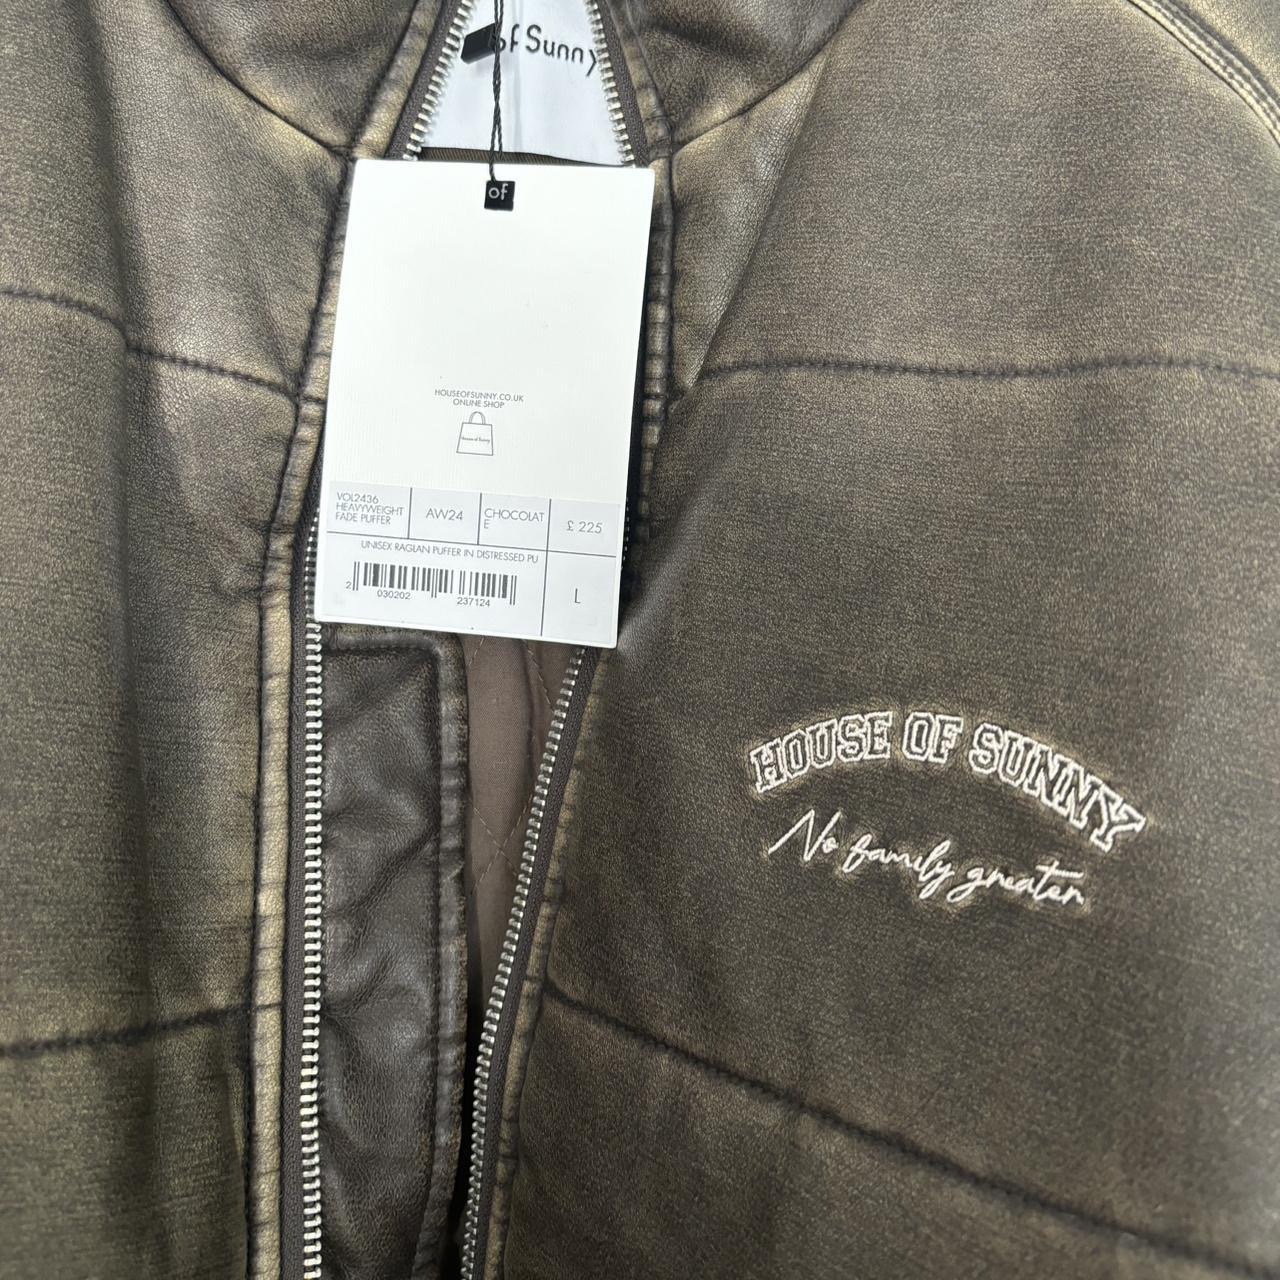 of Sunny
of
HOUSEOFSUNNY.CO.UK
ONLINE SHOP
House of Sunny
VOL2436
HEAVYWEIGHT
FADE PUFFER
AW24
CHOCOLAT
E
£ 225
UNISEX RAGLAN PUFFER IN DISTRESSED PU
2 030202 237124
L
HOUSE OF SUNNY
No family greater